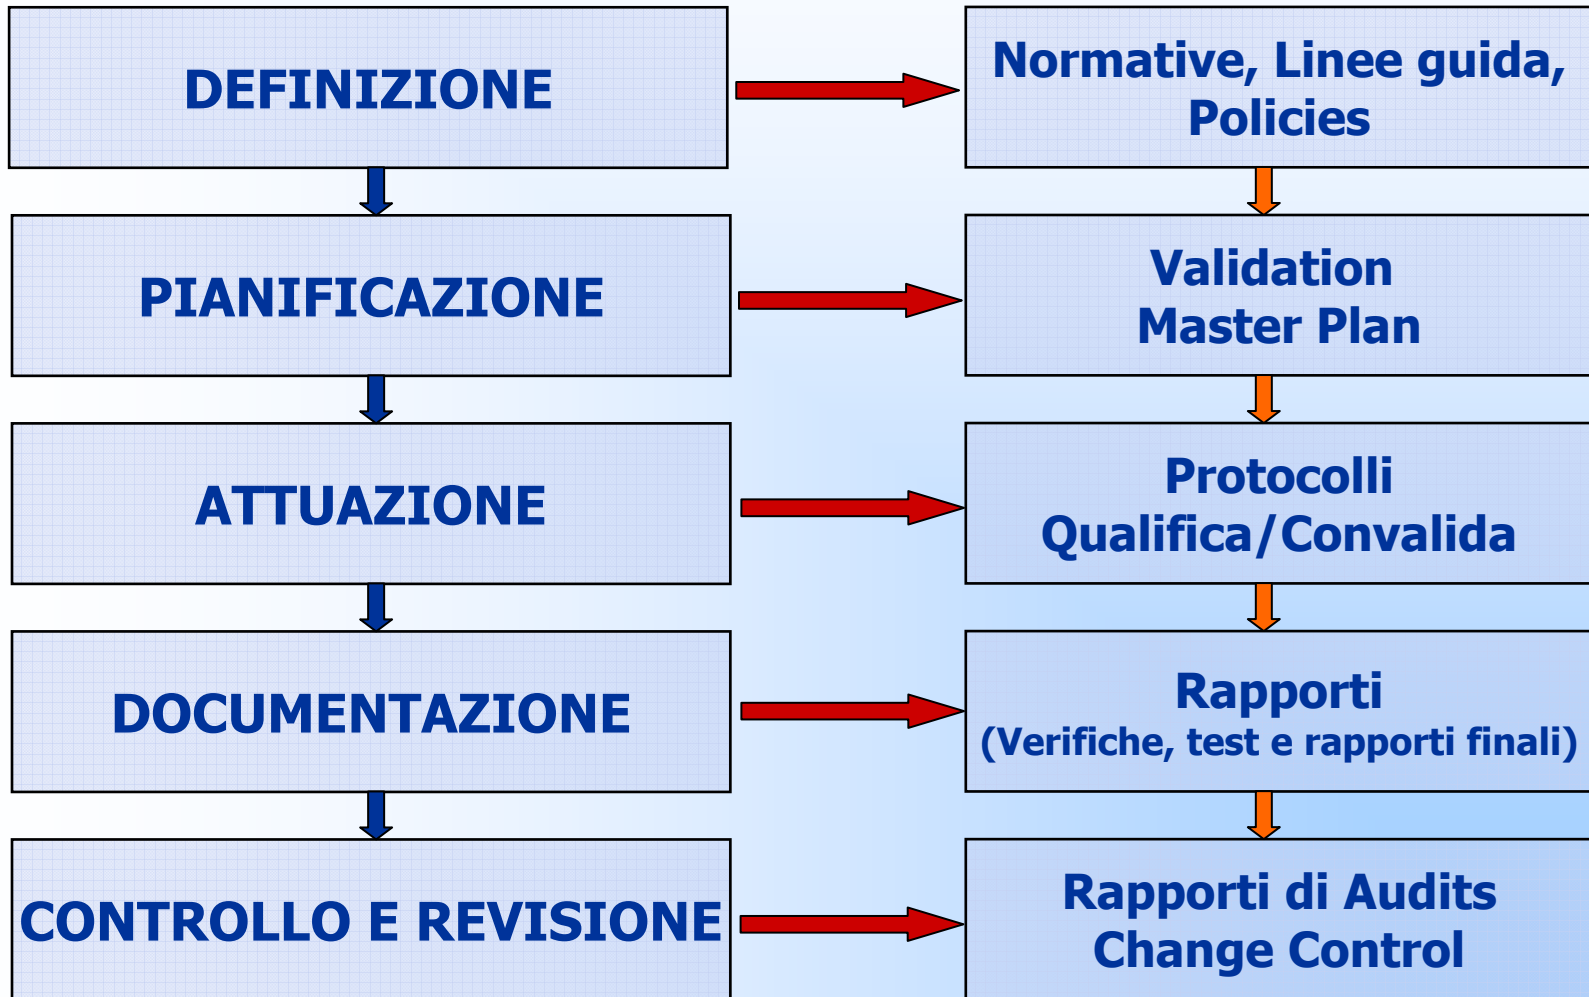 DEFINIZIONE
Normative, Linee guida,
Policies
PIANIFICAZIONE
Validation
Master Plan
ATTUAZIONE
Protocolli
Qualifica/Convalida
DOCUMENTAZIONE
Rapporti
(Verifiche, test e rapporti finali)
CONTROLLO E REVISIONE
Rapporti di Audits
Change Control